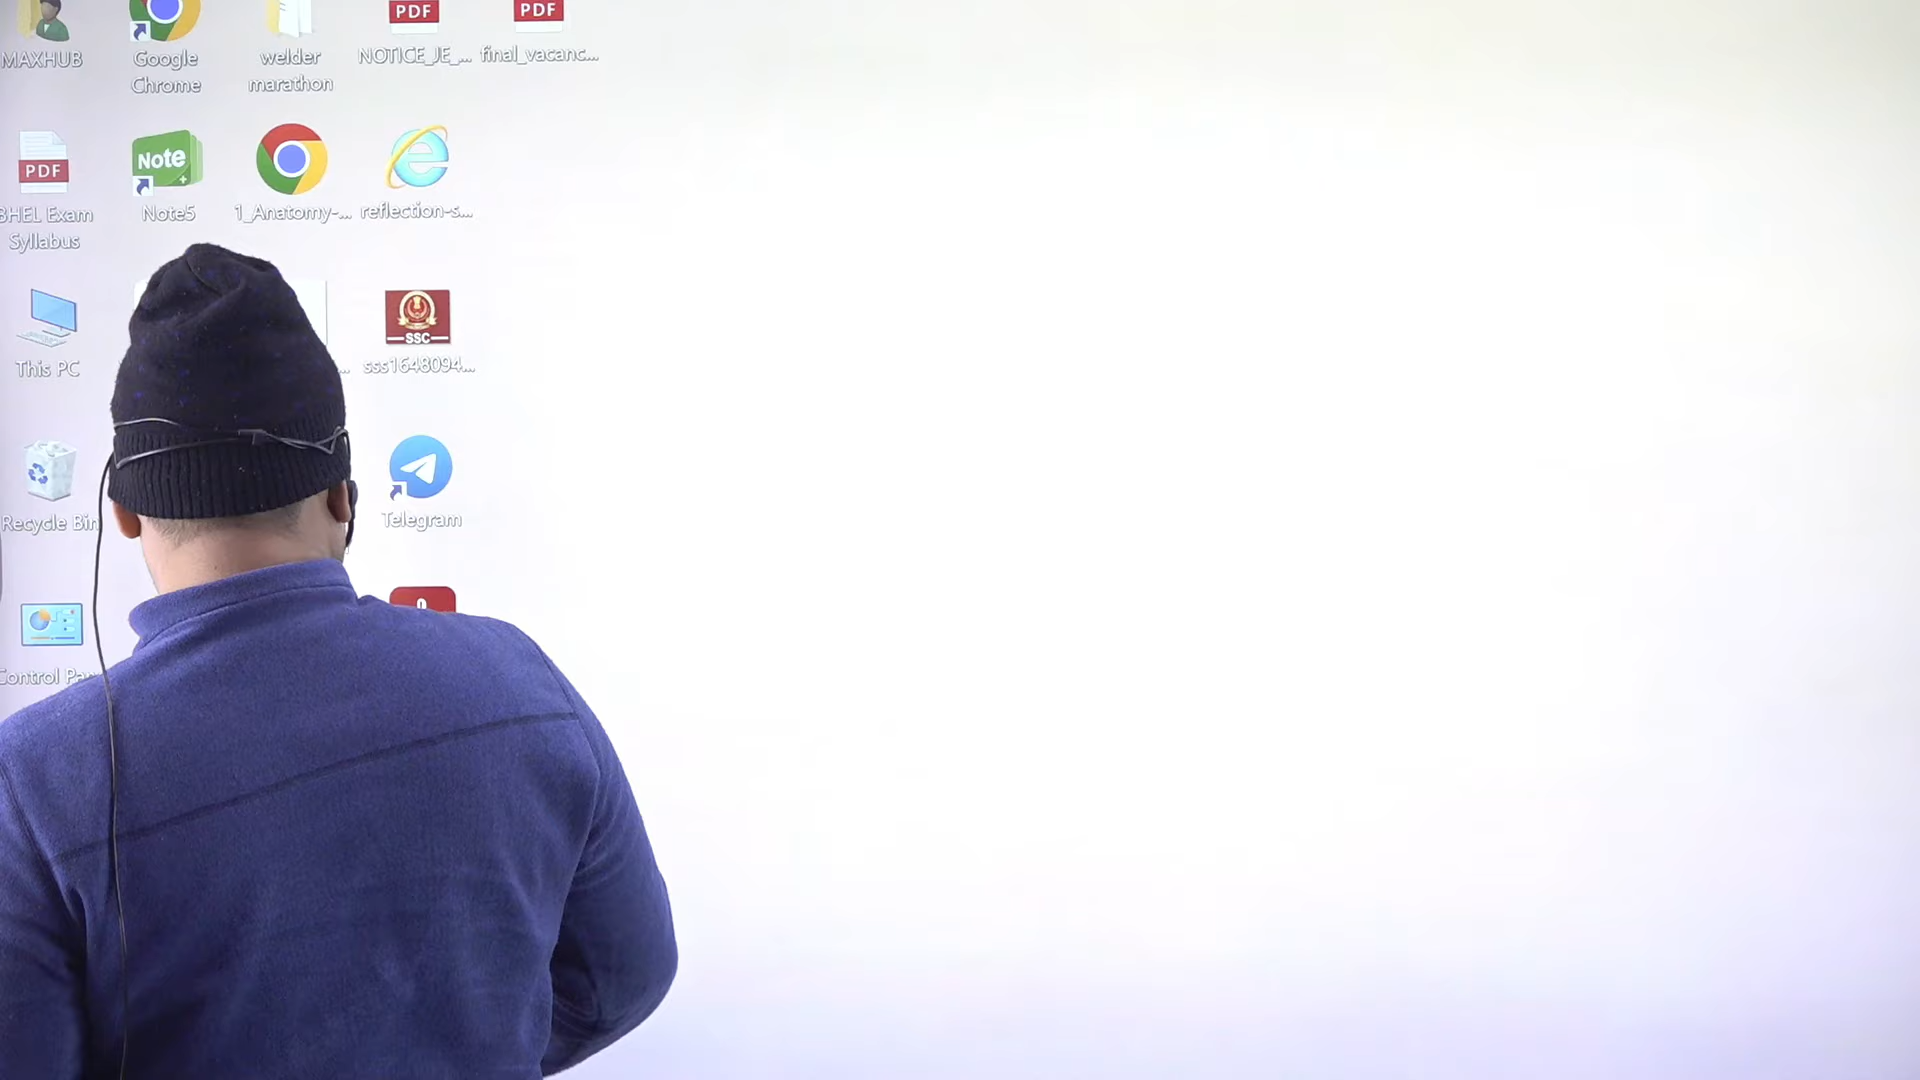 MAXHUB
Google
Chrome
welder
marathon
PDF
NOTICE_JE_...
PDF
final_vacanc...
PDF
BHEL Exam
Syllabus
Note
Note5
1_Anatomy-...
reflection-s...
This PC
...
SSC
sss1648094...
Recycle Bin
Telegram
Control